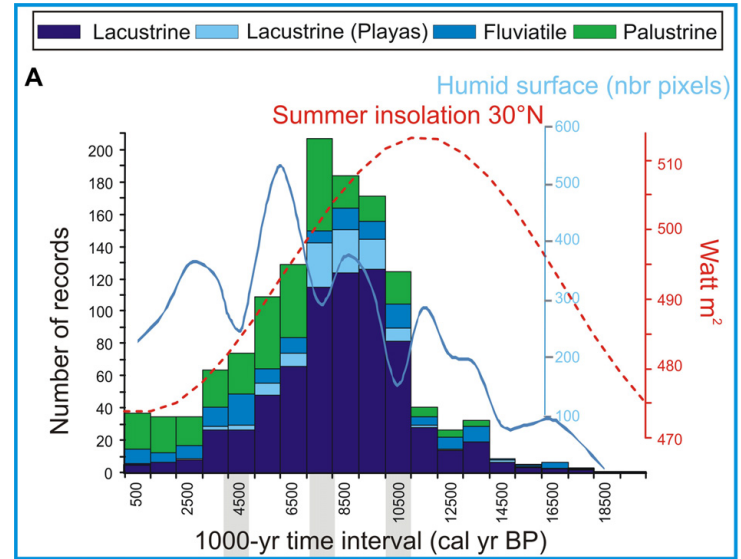 Lacustrine Lacustrine (Playas) Fluviatile Palustrine
A
Humid surface (nbr pixels)
Summer insolation 30°N
Number of records
200
180
160
140
120
100
80
60
40
20
0
600
500
400
300
200
100
510
500
490
480
470
Watt m2
500 2500 4500 6500 8500 10500 12500 14500 16500 18500
1000-yr time interval (cal yr BP)